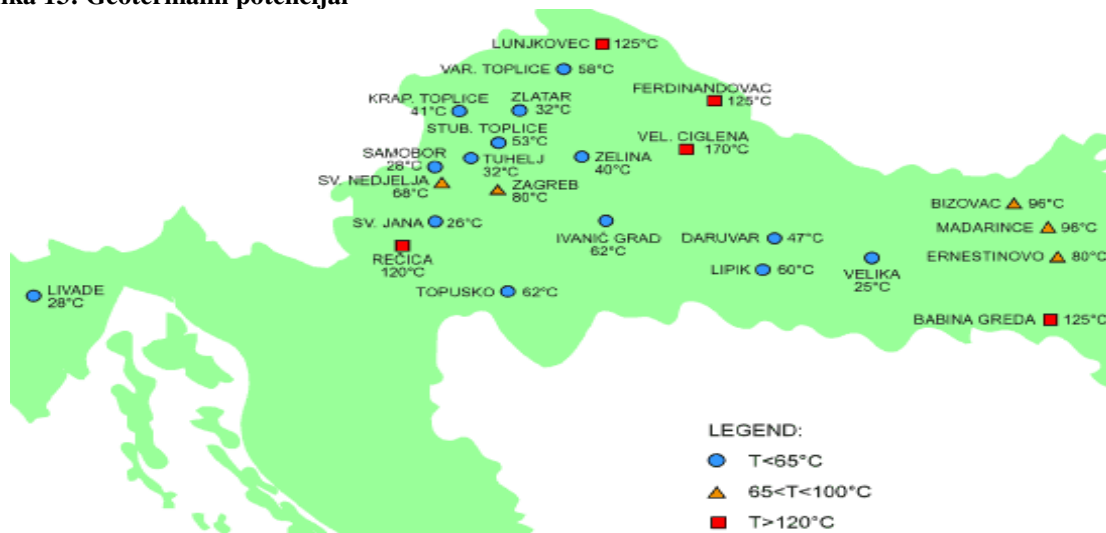 Geotermalni potencijal
LUNJKOVEC 125°C
VAR. TOPLICE 58°C
FERDINANDOVAC
125°C
KRAP. TOPLICE
41°C
ZLATAR
32°C
STUB. TOPLICE
53°C
VEL. CIGLENA
170°C
SAMOBOR
28°C
TUHELJ
32°C
ZELINA
40°C
SV. NEDJELJA
68°C
ZAGREB
80°C
BIZOVAC 96°C
SV. JANA 26°C
IVANIĆ GRAD
62°C
DARUVAR 47°C
MADARINCE 96°C
REČICA
120°C
LIPIK 60°C
VELIKA
25°C
ERNESTINOVO 80°C
LIVADE
28°C
TOPUSKO 62°C
BABINA GREDA 125°C
LEGEND:
T<65°C
65<T<100°C
T>120°C